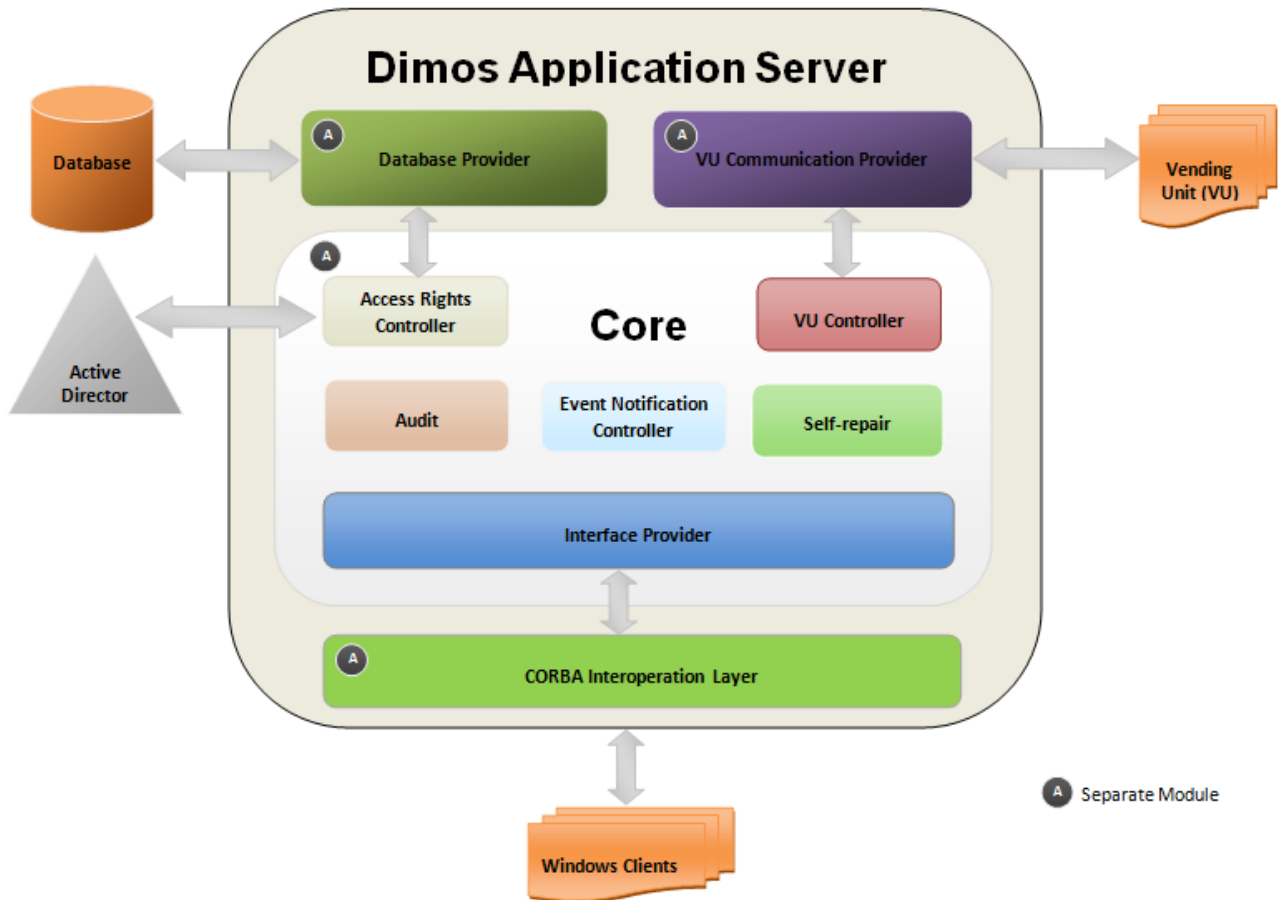 Dimos Application Server
A
Database Provider
A
VU Communication Provider
Database
Vending
Unit (VU)
A
Access Rights
Controller
Core
VU Controller
Active
Director
Audit
Event Notification
Controller
Self-repair
Interface Provider
A
CORBA Interoperation Layer
A
Separate Module
Windows Clients